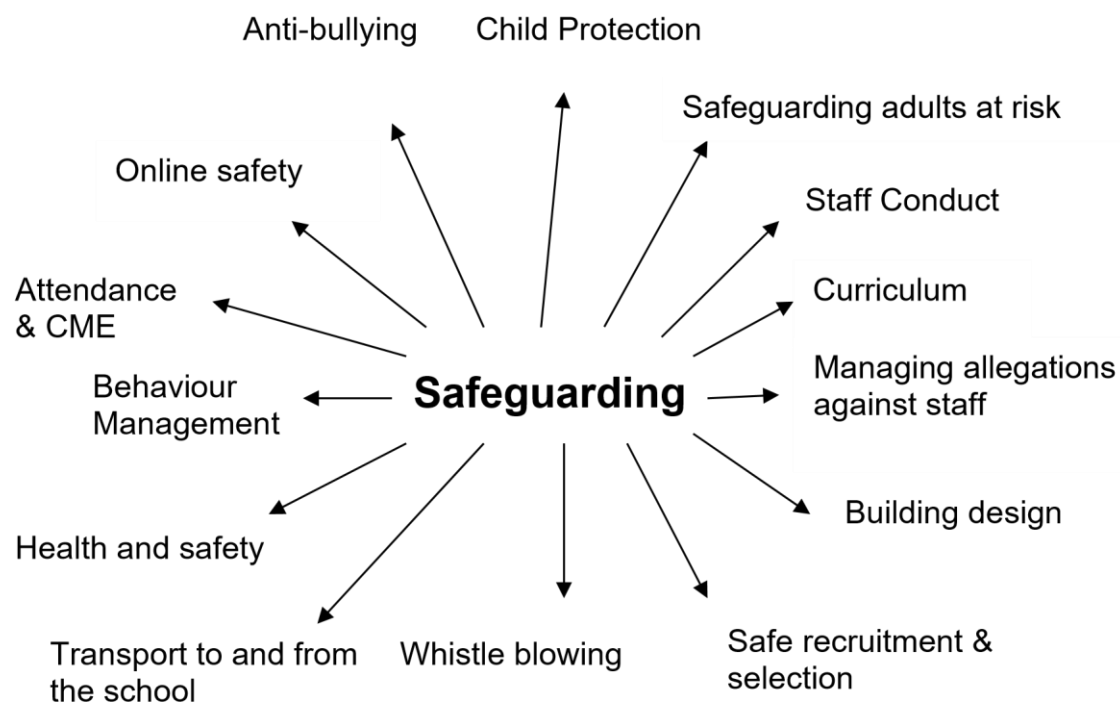 Anti-bullying
Child Protection
Safeguarding adults at risk
Online safety
Staff Conduct
Attendance
& CME
Curriculum
Behaviour
Management
Safeguarding
Managing allegations
against staff
Building design
Health and safety
Transport to and from
the school
Whistle blowing
Safe recruitment &
selection